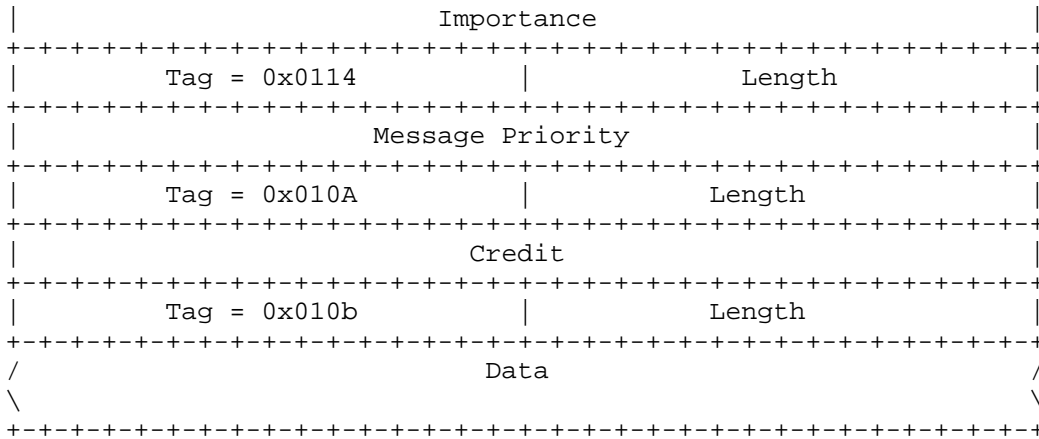 |                          Importance                           |
+-+-+-+-+-+-+-+-+-+-+-+-+-+-+-+-+-+-+-+-+-+-+-+-+-+-+-+-+-+-+-+-+
|         Tag = 0x0114          |             Length            |
+-+-+-+-+-+-+-+-+-+-+-+-+-+-+-+-+-+-+-+-+-+-+-+-+-+-+-+-+-+-+-+-+
|                      Message Priority                         |
+-+-+-+-+-+-+-+-+-+-+-+-+-+-+-+-+-+-+-+-+-+-+-+-+-+-+-+-+-+-+-+-+
|         Tag = 0x010A          |           Length              |
+-+-+-+-+-+-+-+-+-+-+-+-+-+-+-+-+-+-+-+-+-+-+-+-+-+-+-+-+-+-+-+-+
|                            Credit                             |
+-+-+-+-+-+-+-+-+-+-+-+-+-+-+-+-+-+-+-+-+-+-+-+-+-+-+-+-+-+-+-+-+
|         Tag = 0x010b          |           Length              |
+-+-+-+-+-+-+-+-+-+-+-+-+-+-+-+-+-+-+-+-+-+-+-+-+-+-+-+-+-+-+-+-+
/                             Data                              /
\                                                               \
+-+-+-+-+-+-+-+-+-+-+-+-+-+-+-+-+-+-+-+-+-+-+-+-+-+-+-+-+-+-+-+-+